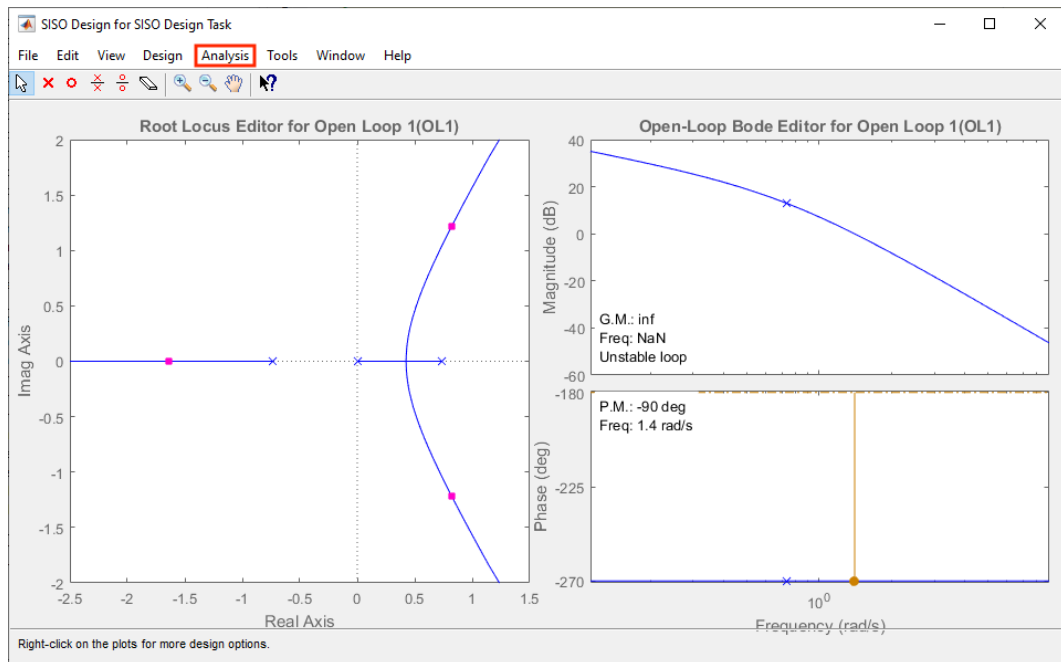 SISO Design for SISO Design Task
File Edit View Design Analysis Tools Window Help
Root Locus Editor for Open Loop 1(OL1)
2
1.5
1
0.5
0
-0.5
-1
-1.5
-2
Imag Axis
-2.5 -2 -1.5 -1 -0.5 0 0.5 1 1.5
Real Axis
Open-Loop Bode Editor for Open Loop 1(OL1)
40
20
0
-20
-40
-60
Magnitude (dB)
G.M.: inf
Freq: NaN
Unstable loop
-180
-225
-270
Phase (deg)
P.M.: -90 deg
Freq: 1.4 rad/s
10^0
Frequency (rad/s)
Right-click on the plots for more design options.